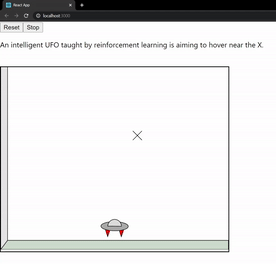 React App
localhost:3000
Reset Stop
An intelligent UFO taught by reinforcement learning is aiming to hover near the X.